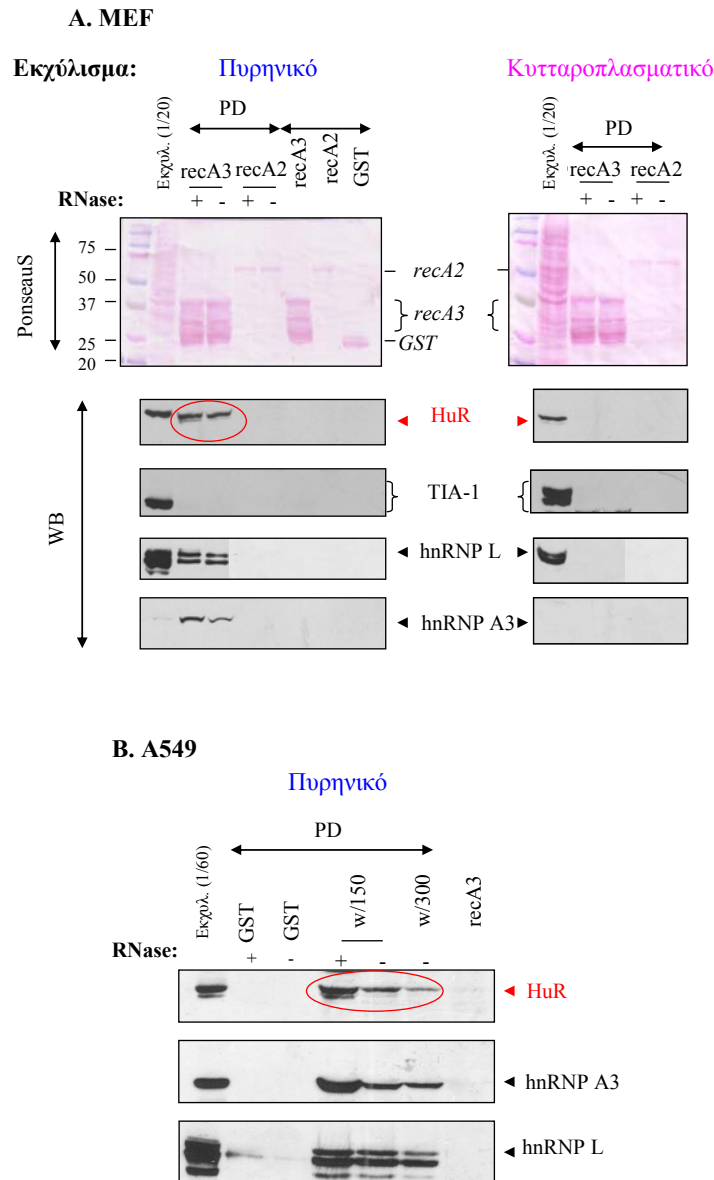 A. MEF
Εκχύλισμα: Πυρηνικό Κυτταροπλασματικό
Εκχυλ. (1/20)
PD
recA3 recA2
recA3
recA2
GST
RNase: + - + -
Εκχυλ. (1/20)
PD
recA3 recA2
+ - + -
PonseauS
75
50
37
25
20
recA2
recA3
GST
WB
HuR
TIA-1
hnRNP L
hnRNP A3
B. A549
Πυρηνικό
PD
Εκχυλ. (1/60)
GST
GST
w/150
w/300
recA3
RNase: + - + - -
HuR
hnRNP A3
hnRNP L